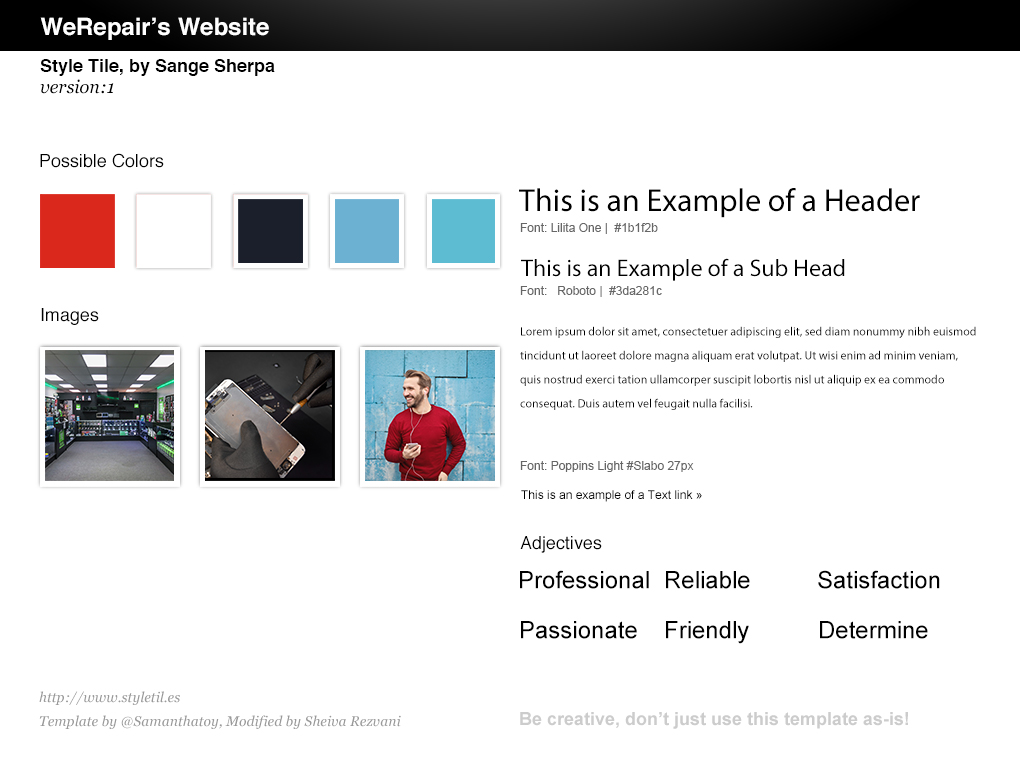 WeRepair’s Website
Style Tile, by Sange Sherpa
version:1
Possible Colors
Images
This is an Example of a Header
Font: Lilita One | #1b1f2b
This is an Example of a Sub Head
Font: Roboto | #3da281c
Lorem ipsum dolor sit amet, consectetuer adipiscing elit, sed diam nonummy nibh euismod
tincidunt ut laoreet dolore magna aliquam erat volutpat. Ut wisi enim ad minim veniam,
quis nostrud exerci tation ullamcorper suscipit lobortis nisl ut aliquip ex ea commodo
consequat. Duis autem vel feugait nulla facilisi.
Font: Poppins Light #Slabo 27px
This is an example of a Text link »
Adjectives
Professional Reliable Satisfaction
Passionate Friendly Determine
http://www.styletil.es
Template by @Samanthatoy, Modified by Sheiva Rezvani
Be creative, don’t just use this template as-is!